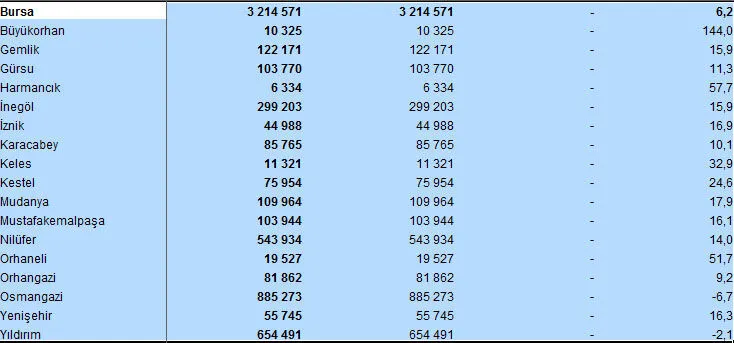 Bursa 3 214 571 3 214 571 - 6,2
Büyükorhan 10 325 10 325 - 144,0
Gemlik 122 171 122 171 - 15,9
Gürsu 103 770 103 770 - 11,3
Harmancık 6 334 6 334 - 57,7
İnegöl 299 203 299 203 - 15,9
İznik 44 988 44 988 - 16,9
Karacabey 85 765 85 765 - 10,1
Keles 11 321 11 321 - 32,9
Kestel 75 954 75 954 - 24,6
Mudanya 109 964 109 964 - 17,9
Mustafakemalpaşa 103 944 103 944 - 16,1
Nilüfer 543 934 543 934 - 14,0
Orhaneli 19 527 19 527 - 51,7
Orhangazi 81 862 81 862 - 9,2
Osmangazi 885 273 885 273 - -6,7
Yenişehir 55 745 55 745 - 16,3
Yıldırım 654 491 654 491 - -2,1